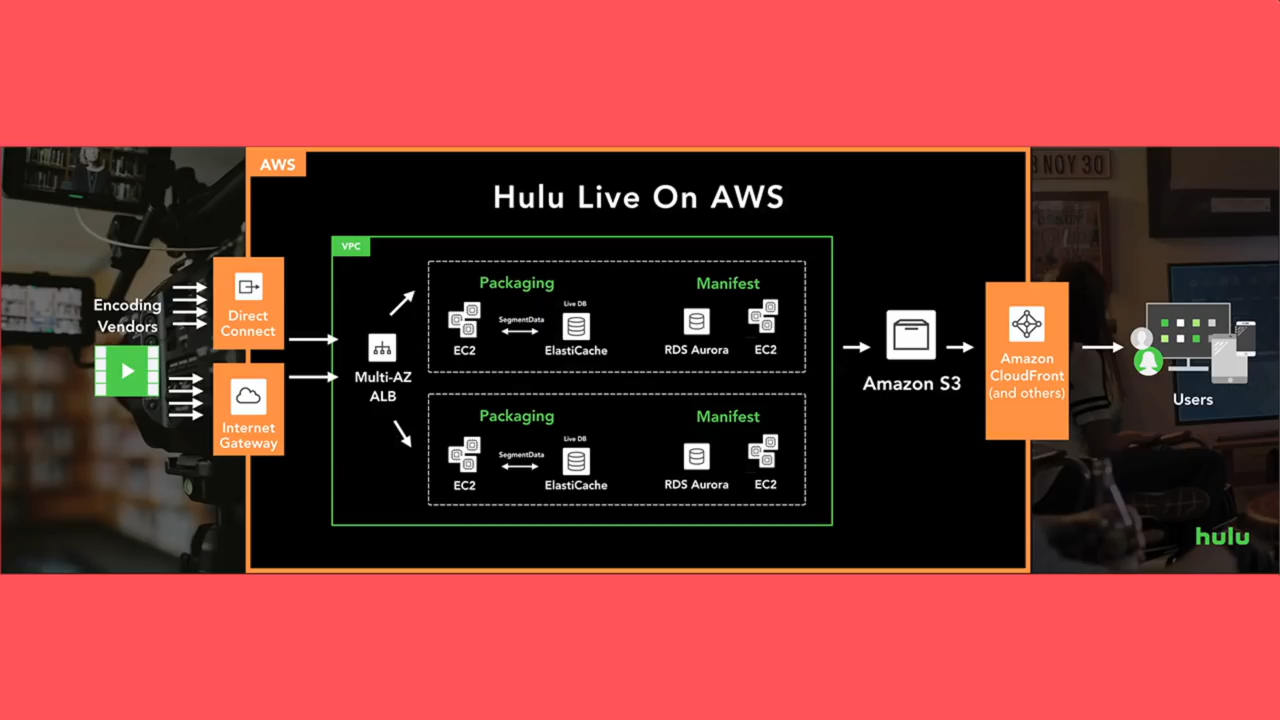 AWS
Hulu Live On AWS
VPC
Encoding
Vendors
Direct
Connect
Internet
Gateway
Multi-AZ
ALB
Packaging
Manifest
Live DB
SegmentData
EC2
ElastiCache
RDS Aurora
EC2
Packaging
Manifest
Live DB
SegmentData
EC2
ElastiCache
RDS Aurora
EC2
Amazon S3
Amazon
CloudFront
(and others)
Users
NOY 30
hulu